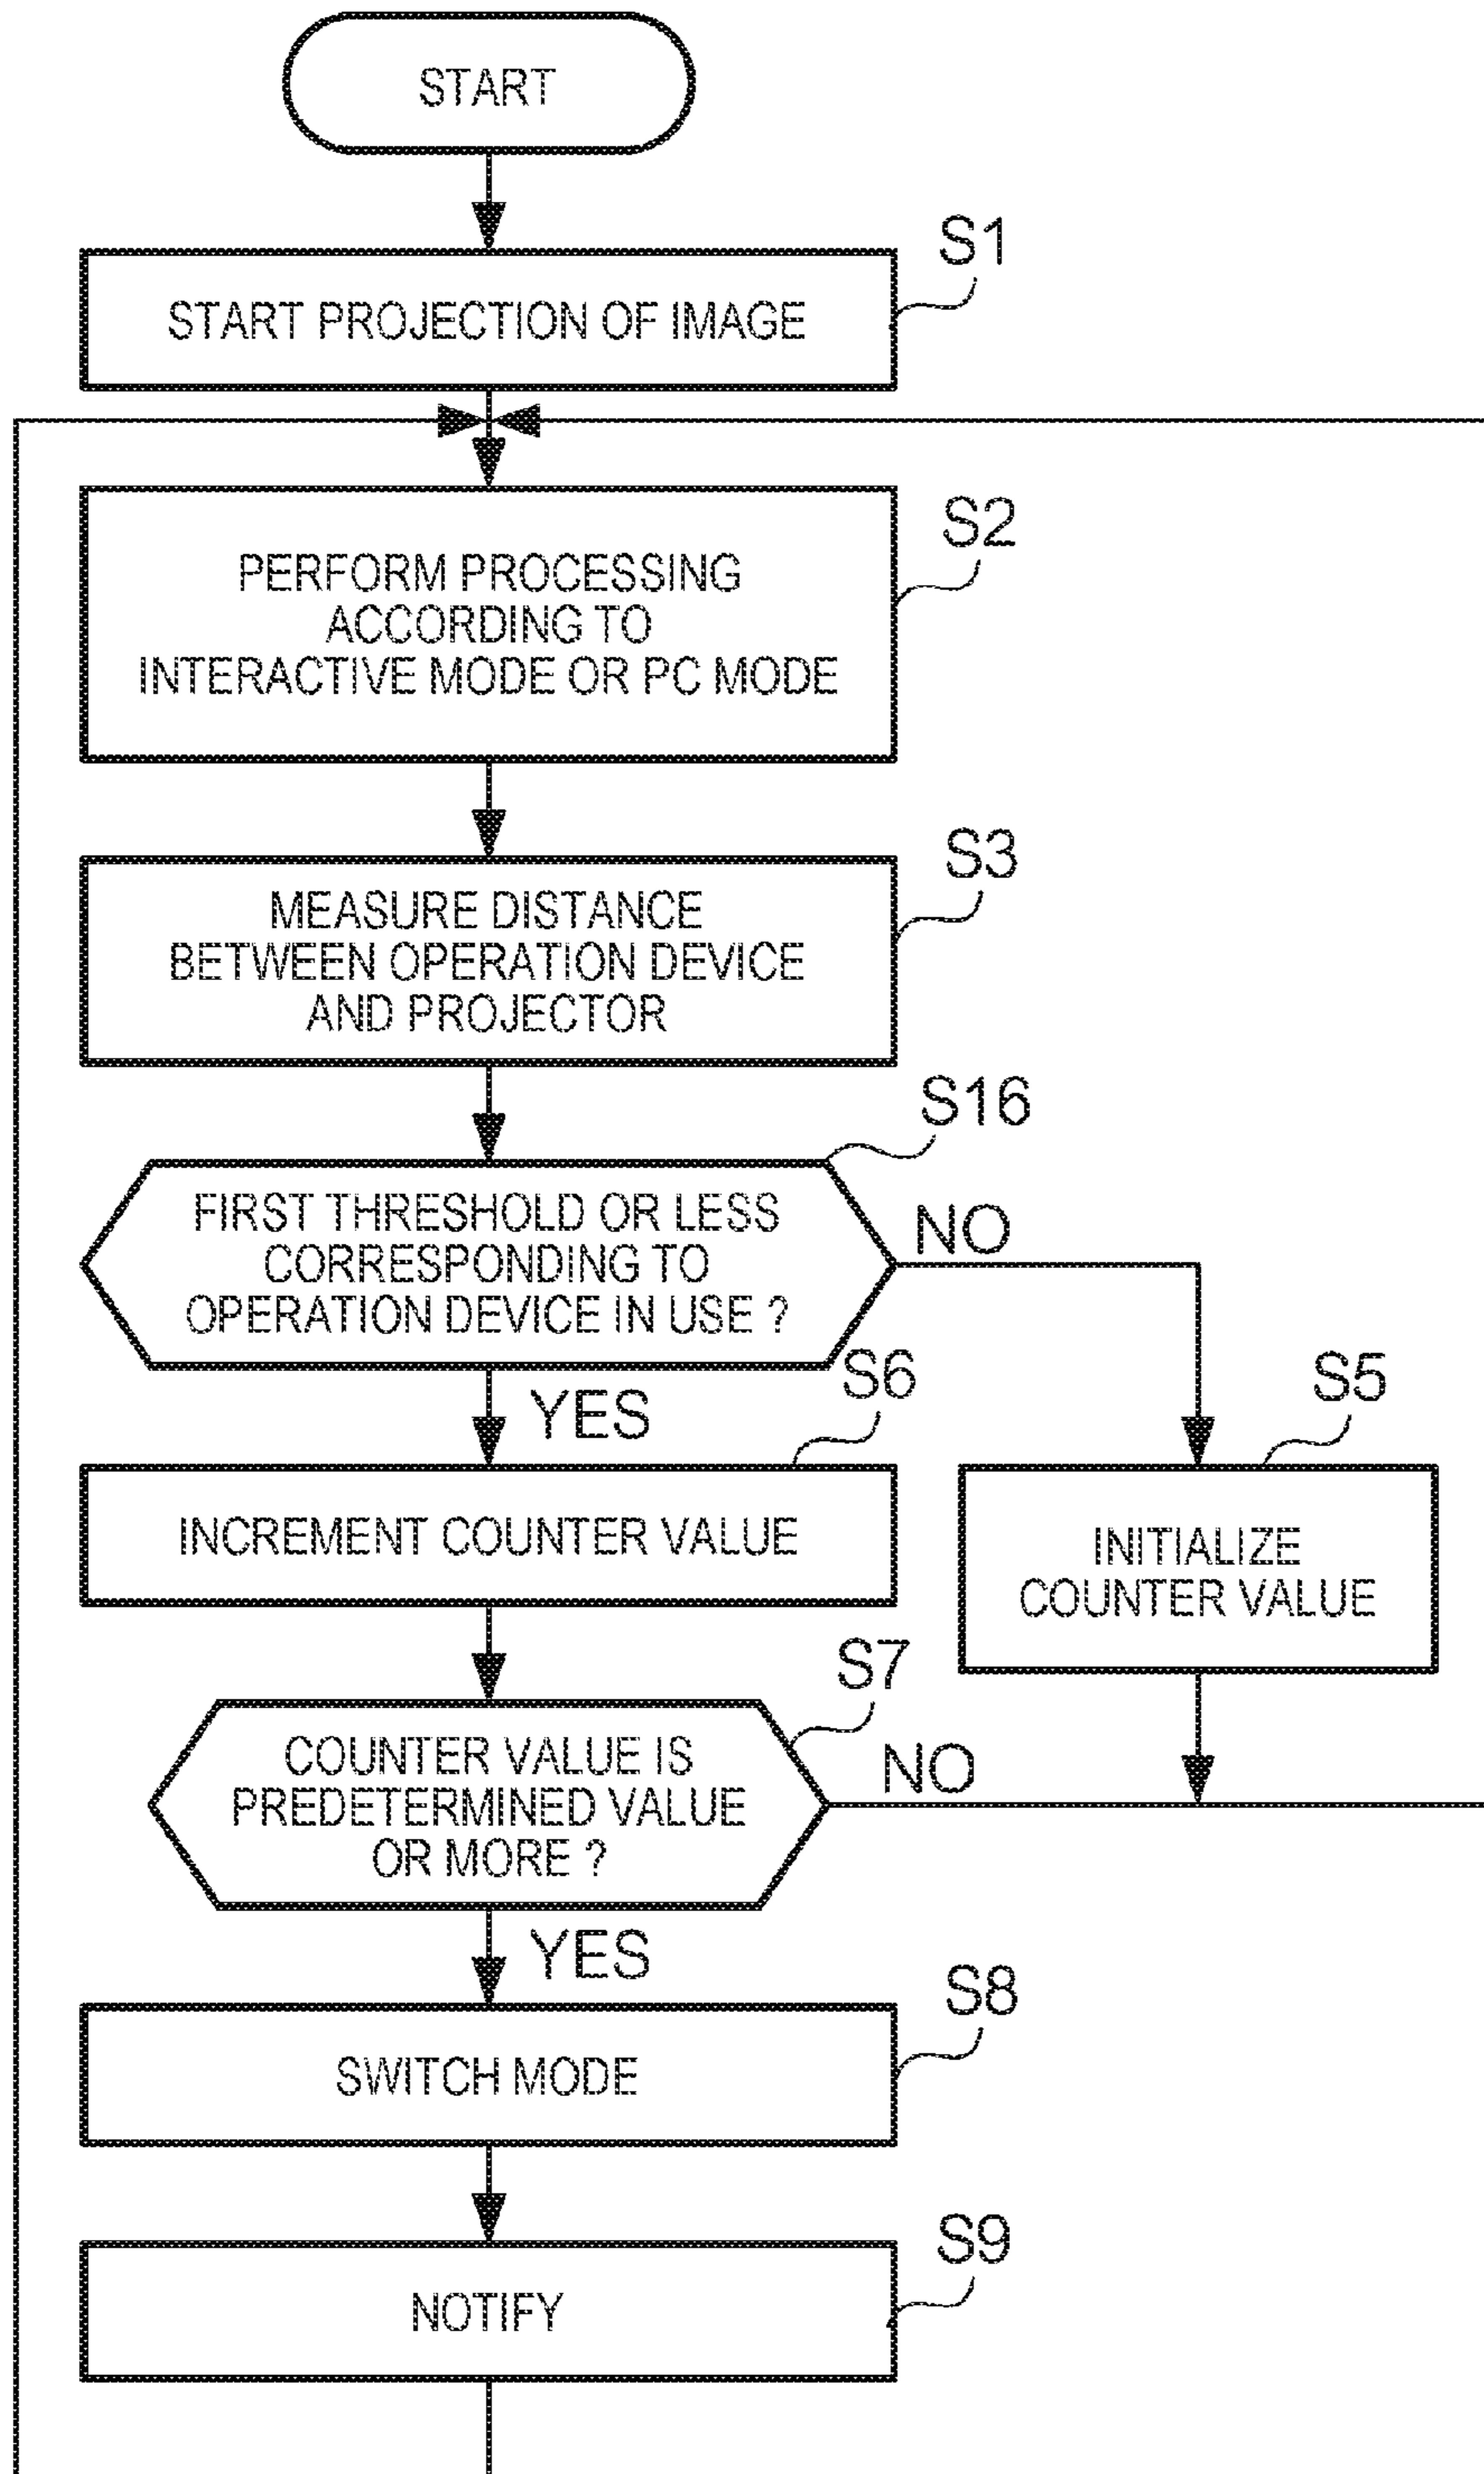 START
S1
START PROJECTION OF IMAGE
S2
PERFORM PROCESSING
ACCORDING TO
INTERACTIVE MODE OR PC MODE
S3
MEASURE DISTANCE
BETWEEN OPERATION DEVICE
AND PROJECTOR
S16
FIRST THRESHOLD OR LESS
CORRESPONDING TO
OPERATION DEVICE IN USE ?
NO
YES
S6
S5
INCREMENT COUNTER VALUE
INITIALIZE
COUNTER VALUE
S7
COUNTER VALUE IS
PREDETERMINED VALUE
OR MORE ?
NO
YES
S8
SWITCH MODE
S9
NOTIFY